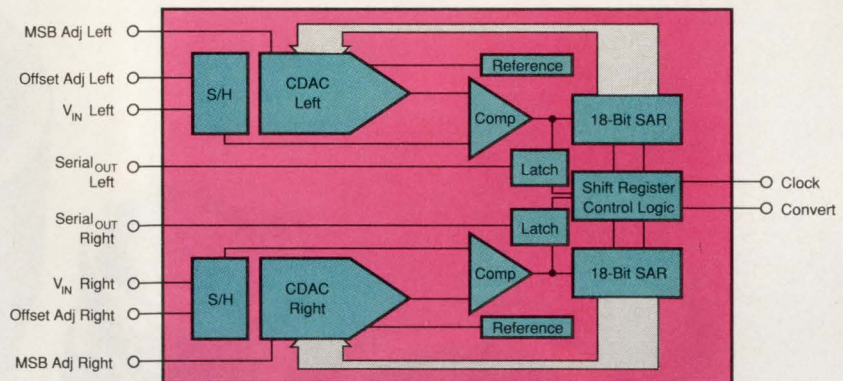 MSB Adj Left
Offset Adj Left
V_IN Left
Serial_OUT
Left
Serial_OUT
Right
V_IN Right
Offset Adj Right
MSB Adj Right
S/H
CDAC
Left
Reference
Comp
18-Bit SAR
Latch
Shift Register
Control Logic
Clock
Convert
Latch
S/H
CDAC
Right
Comp
18-Bit SAR
Reference